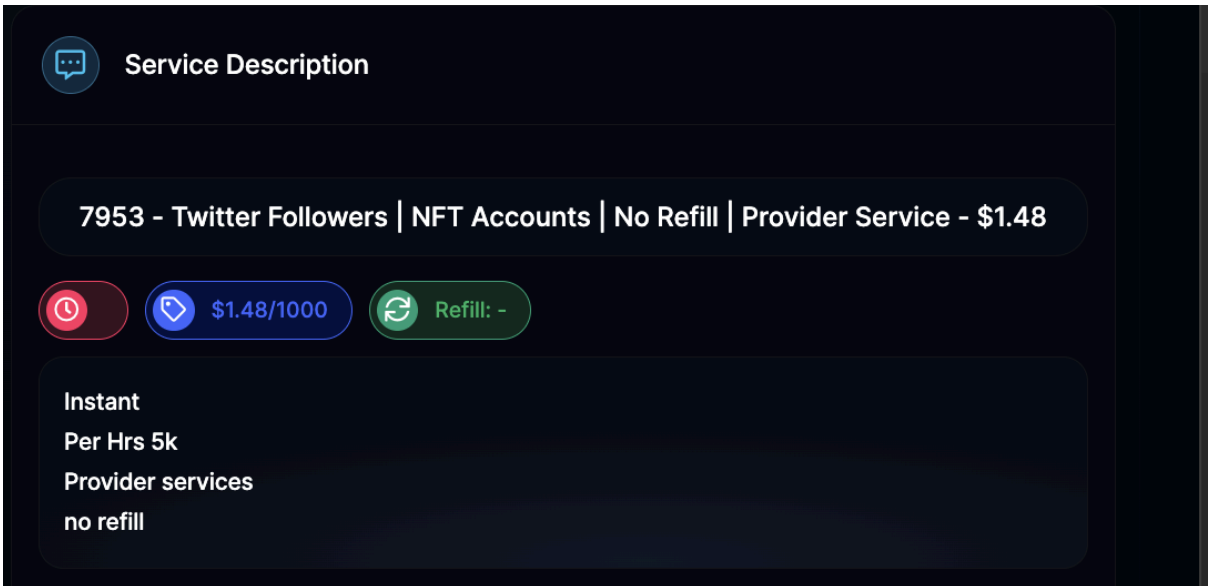 Service Description
7953 - Twitter Followers | NFT Accounts | No Refill | Provider Service - $1.48
$1.48/1000
Refill: -
Instant
Per Hrs 5k
Provider services
no refill